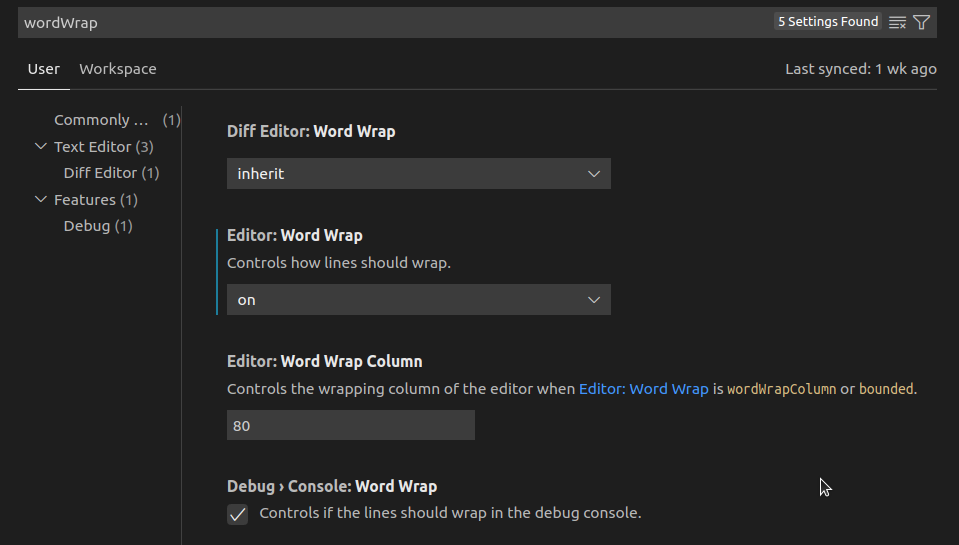 wordWrap
5 Settings Found
User Workspace
Last synced: 1 wk ago
Commonly ... (1)
Text Editor (3)
Diff Editor (1)
Features (1)
Debug (1)
Diff Editor: Word Wrap
inherit
Editor: Word Wrap
Controls how lines should wrap.
on
Editor: Word Wrap Column
Controls the wrapping column of the editor when Editor: Word Wrap is wordWrapColumn or bounded.
80
Debug › Console: Word Wrap
Controls if the lines should wrap in the debug console.